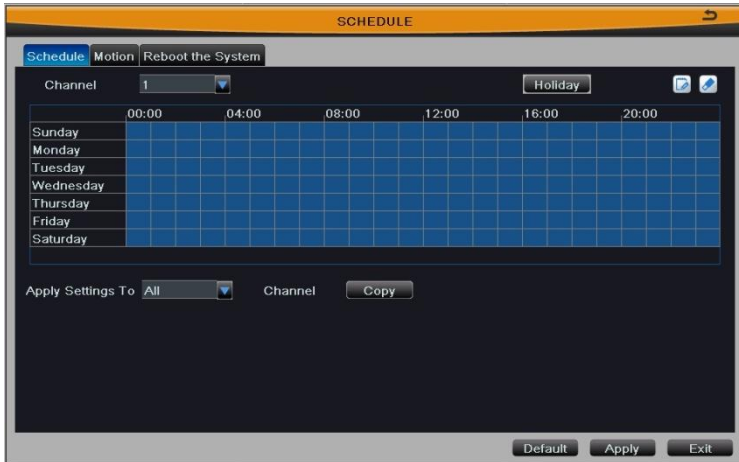 SCHEDULE
Schedule Motion Reboot the System
Channel 1 Holiday
00:00 04:00 08:00 12:00 16:00 20:00
Sunday
Monday
Tuesday
Wednesday
Thursday
Friday
Saturday
Apply Settings To All Channel Copy
Default Apply Exit